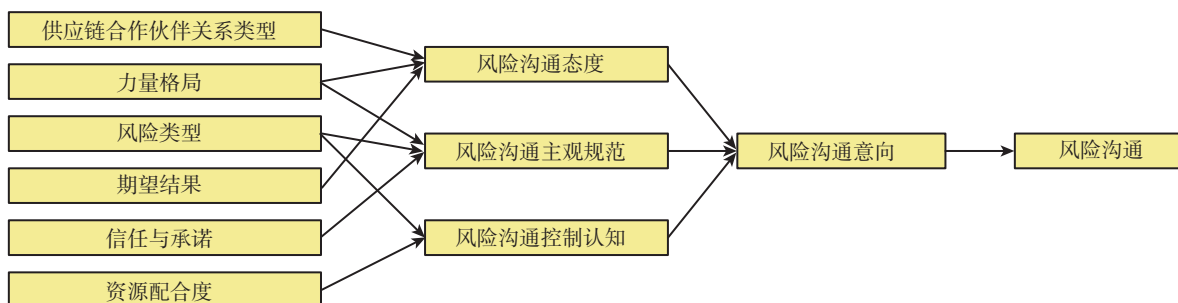 供应链合作伙伴关系类型
力量格局
风险类型
期望结果
信任与承诺
资源配合度
风险沟通态度
风险沟通主观规范
风险沟通控制认知
风险沟通意向
风险沟通